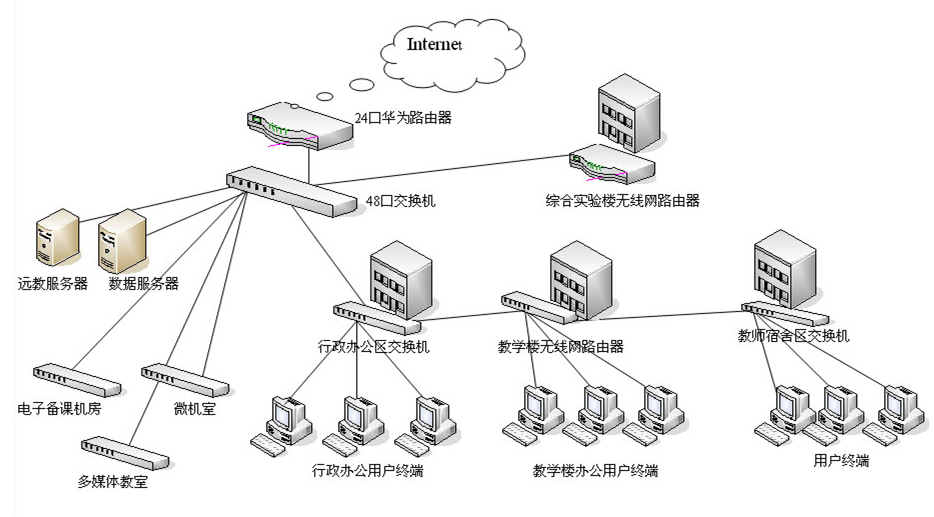 Internet
24口华为路由器
48口交换机
综合实验楼无线网路由器
远教服务器
数据服务器
行政办公区交换机
教学楼无线网路由器
教师宿舍区交换机
电子备课机房
微机室
多媒体教室
行政办公用户终端
教学楼办公用户终端
用户终端